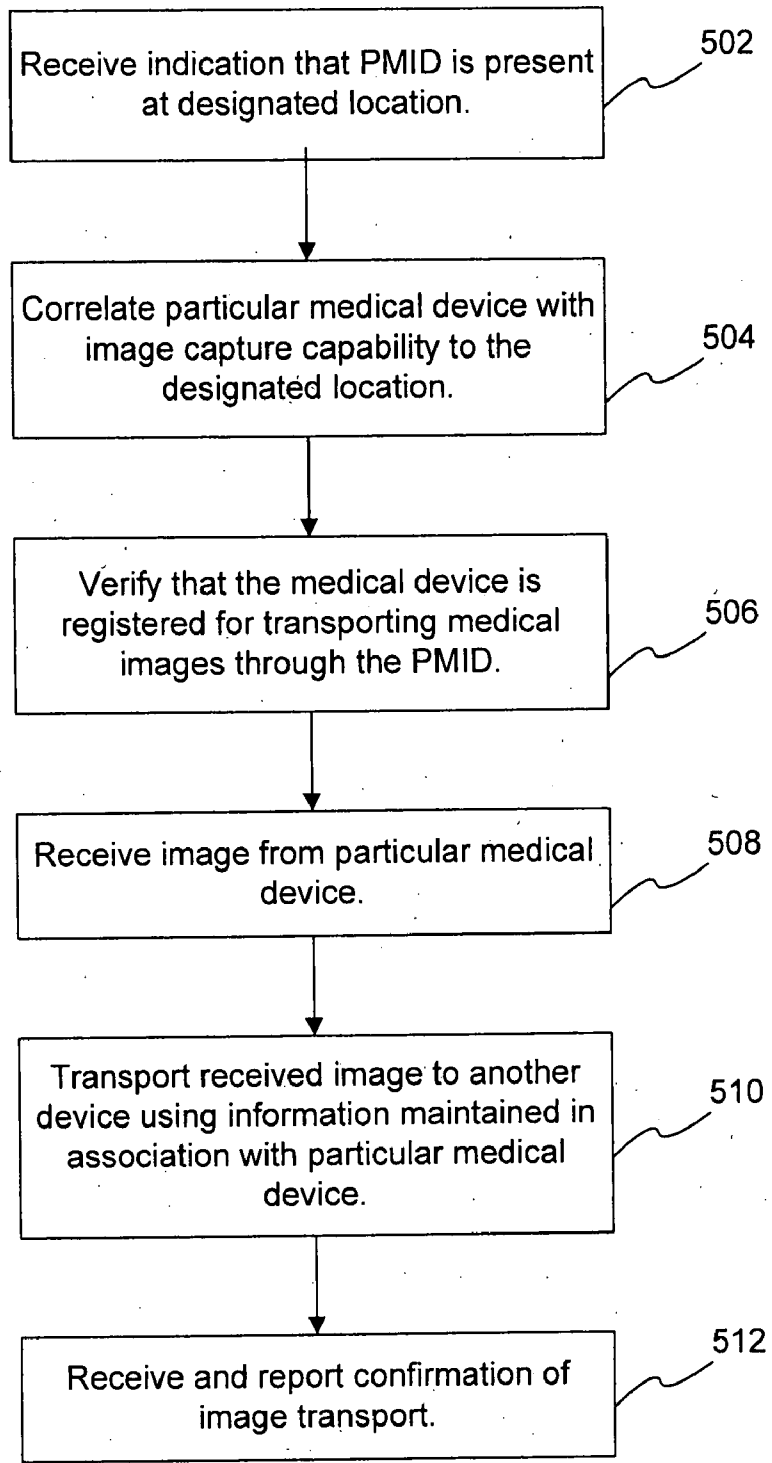 Receive indication that PMID is present
at designated location.
502
Correlate particular medical device with
image capture capability to the
designated location.
504
Verify that the medical device is
registered for transporting medical
images through the PMID.
506
Receive image from particular medical
device.
508
Transport received image to another
device using information maintained in
association with particular medical
device.
510
Receive and report confirmation of
image transport.
512